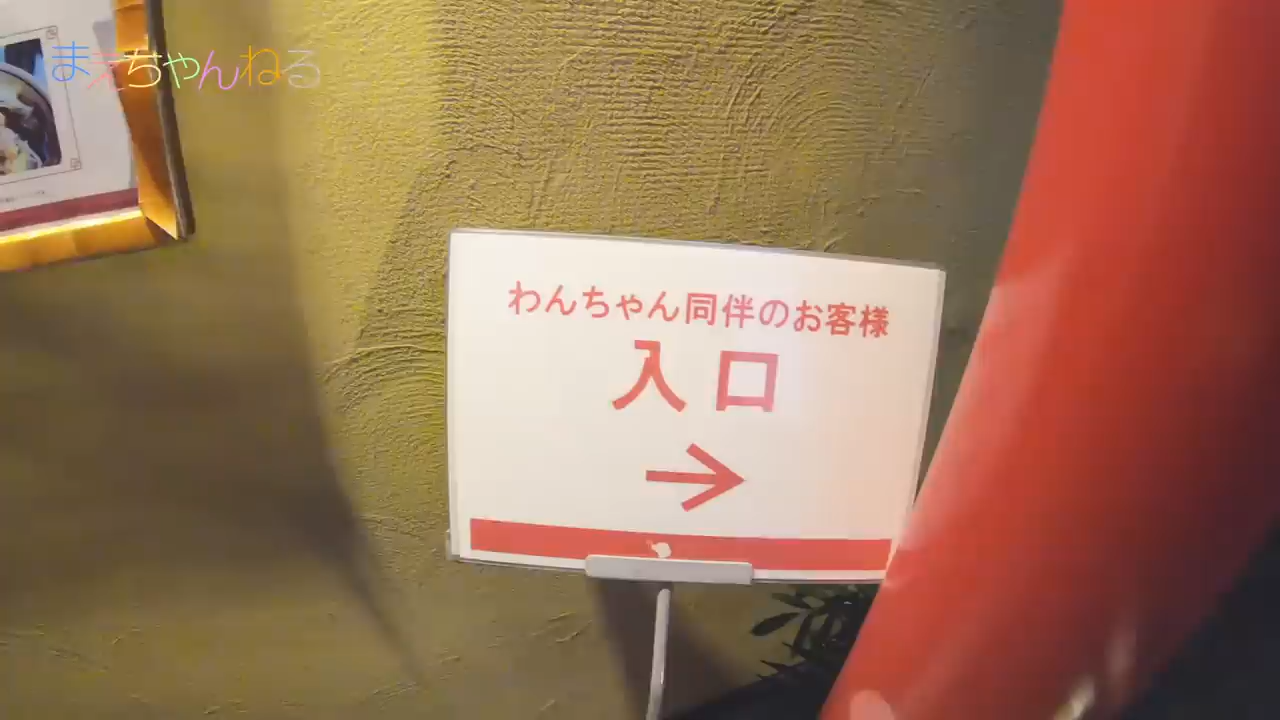 まえちゃんねる
わんちゃん同伴のお客様
入口
→